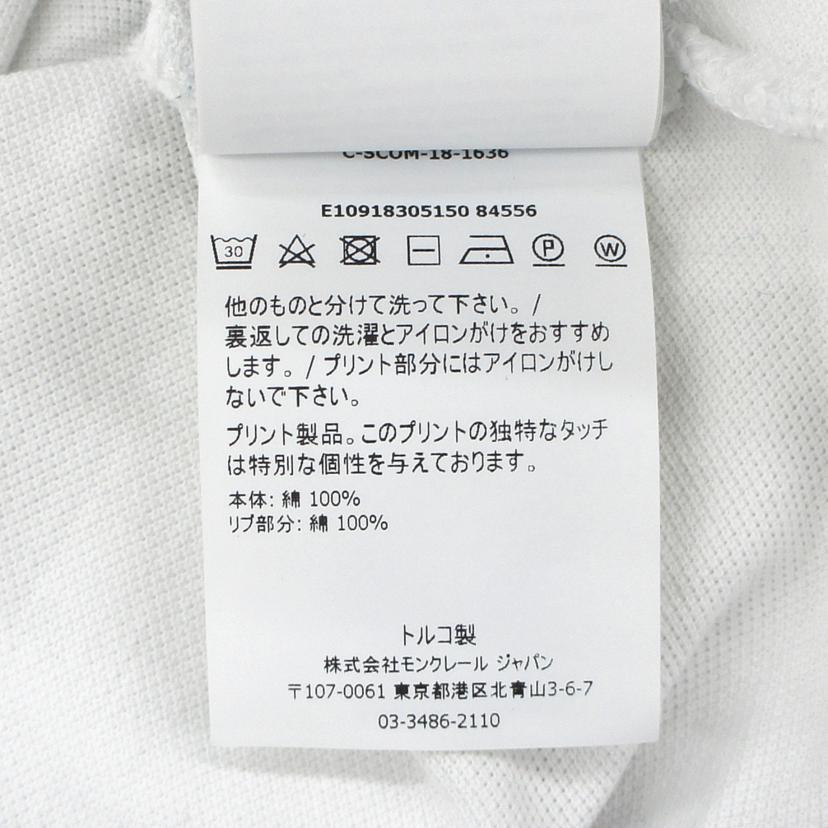 C-SCOM-18-1636
E10918305150 84556
30 P W
他のものと分けて洗って下さい。/
裏返しての洗濯とアイロンがけをおすすめ
します。/ プリント部分にはアイロンがけし
ないで下さい。
プリント製品。このプリントの独特なタッチ
は特別な個性を与えております。
本体: 綿 100%
リブ部分: 綿 100%
トルコ製
株式会社モンクレール ジャパン
〒107-0061 東京都港区北青山3-6-7
03-3486-2110